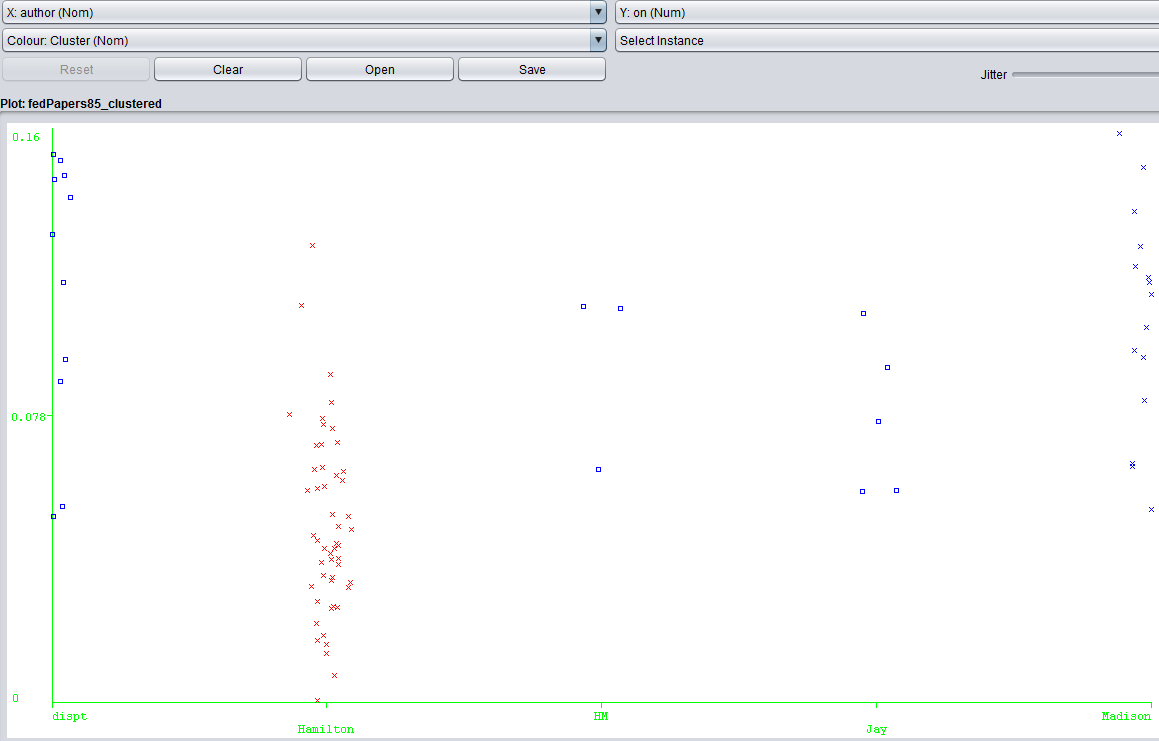 X: author (Nom)
Y: on (Num)
Colour: Cluster (Nom)
Select Instance
Reset
Clear
Open
Save
Jitter
Plot: fedPapers85_clustered
0.16
0.078
0
dispt
Hamilton
HM
Jay
Madison